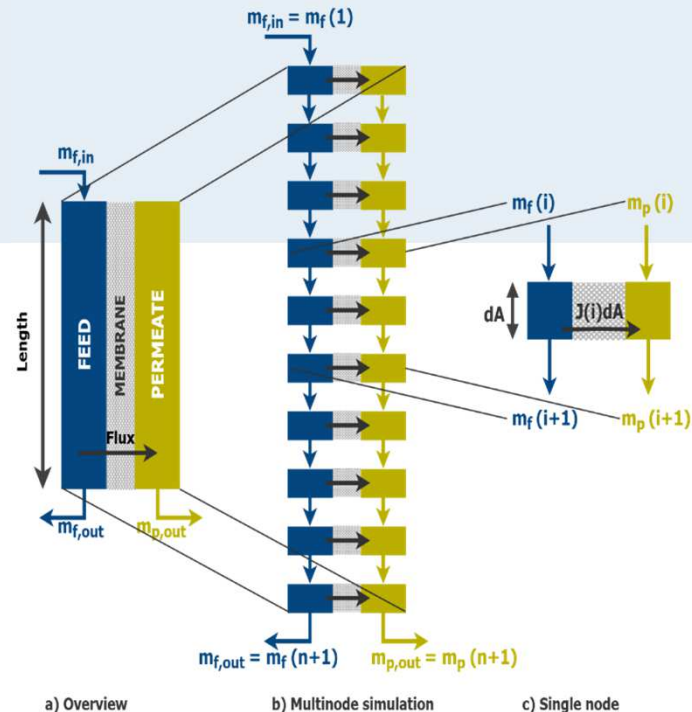 m_f,in = m_f (1)
m_f,in
Length
FEED
MEMBRANE
PERMEATE
Flux
m_f,out
m_p,out
m_f (i)
m_p (i)
dA
J(i)dA
m_f (i+1)
m_p (i+1)
m_f,out = m_f (n+1)
m_p,out = m_p (n+1)
a) Overview
b) Multinode simulation
c) Single node